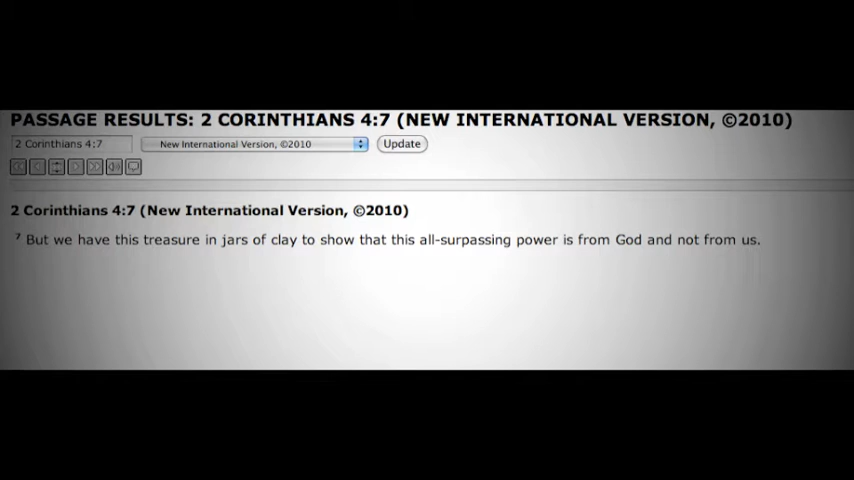 PASSAGE RESULTS: 2 CORINTHIANS 4:7 (NEW INTERNATIONAL VERSION, ©2010)
2 Corinthians 4:7 New International Version, ©2010 Update
2 Corinthians 4:7 (New International Version, ©2010)
7 But we have this treasure in jars of clay to show that this all-surpassing power is from God and not from us.